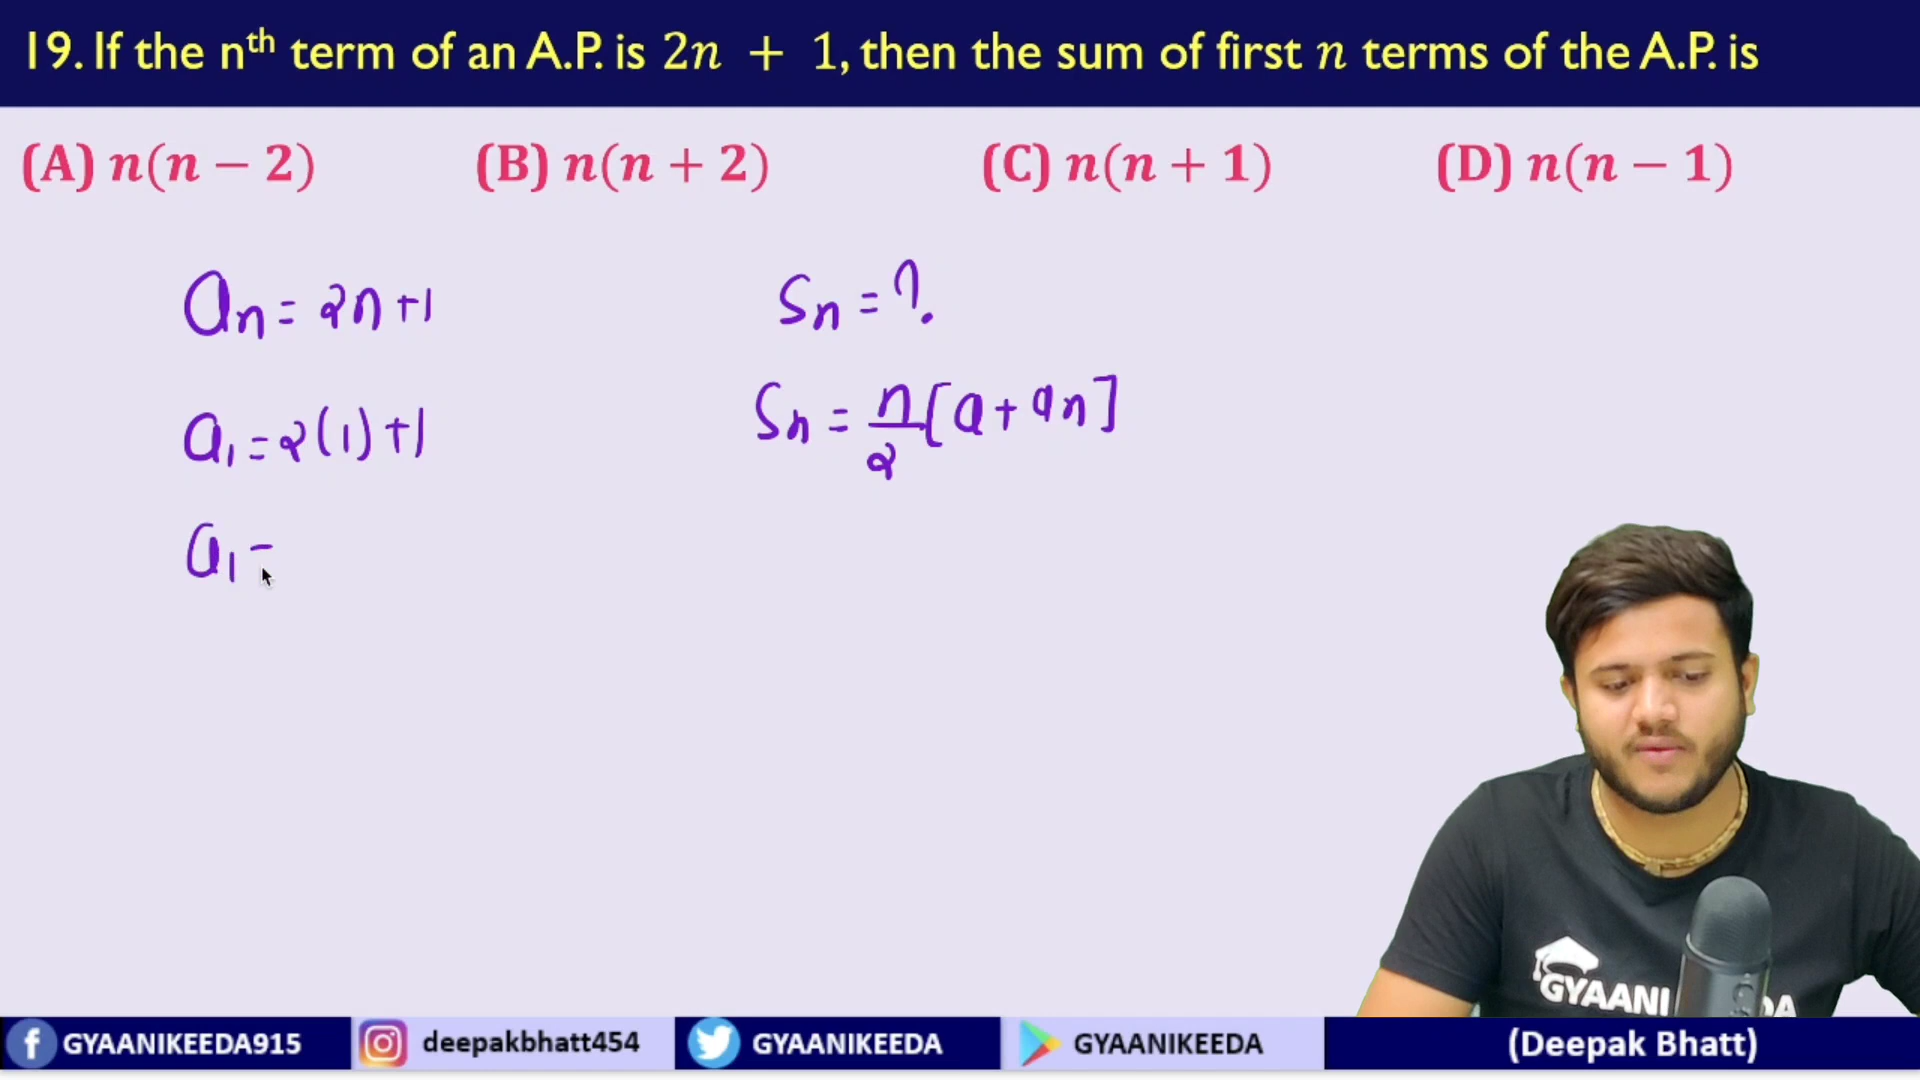 19. If the nth term of an A.P. is 2n + 1, then the sum of first n terms of the A.P. is
(A) n(n − 2) (B) n(n + 2) (C) n(n + 1) (D) n(n − 1)
an = 2n +1 Sn = ?
a1 = 2(1) +1 Sn = n/2 [a + an]
a1 =
GYAANI DA
GYAANIKEEDA915 deepakbhatt454 GYAANIKEEDA GYAANIKEEDA (Deepak Bhatt)